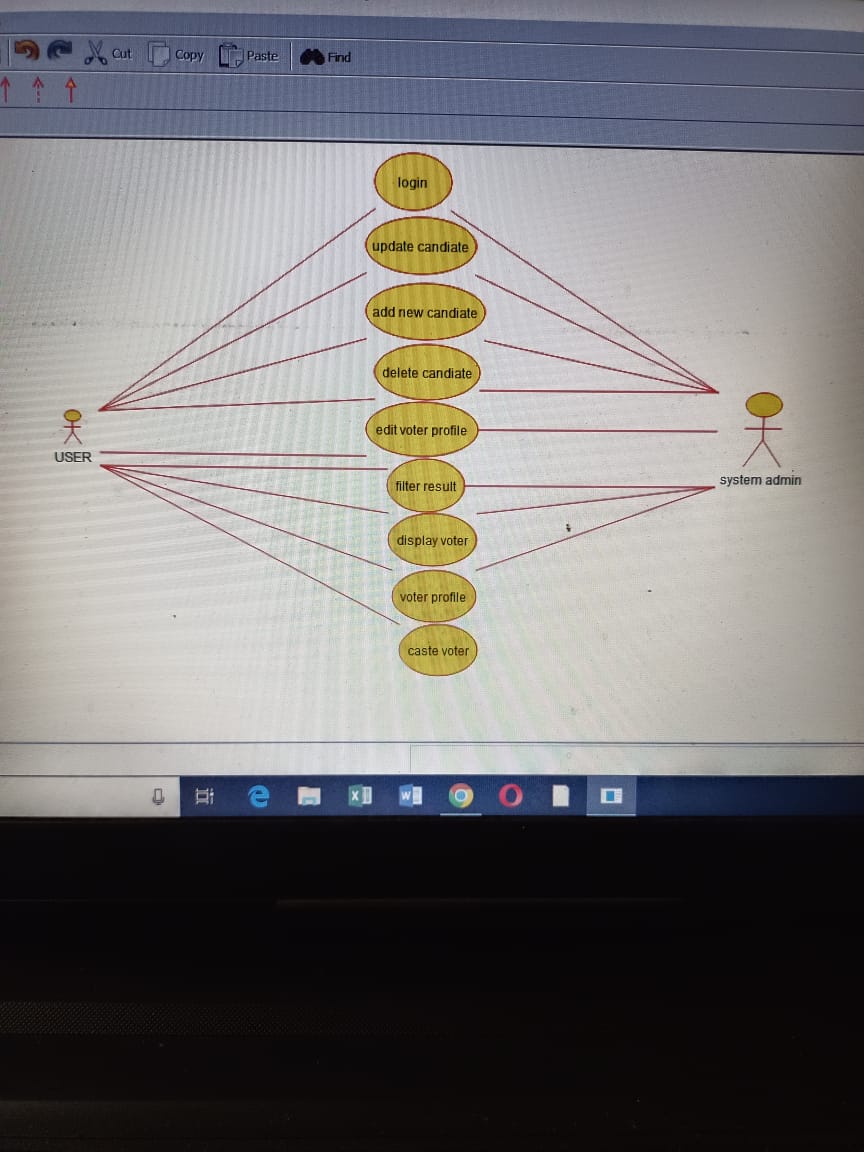 Cut Copy Paste Find
login
update candiate
add new candiate
delete candiate
edit voter profile
USER
filter result
system admin
display voter
voter profile
caste voter